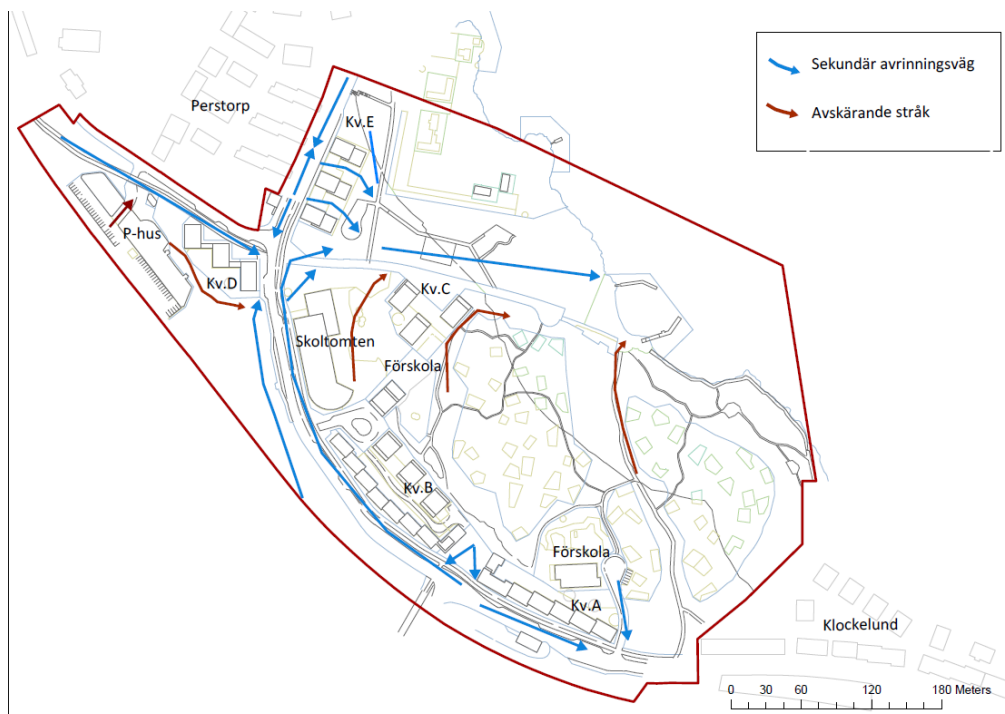 Sekundär avrinningsväg
Avskärande stråk
Perstorp
Kv.E
P-hus
Kv.D
Kv.C
Skoltomten
Förskola
Kv.B
Förskola
Kv.A
Klockelund
0 30 60 120 180 Meters